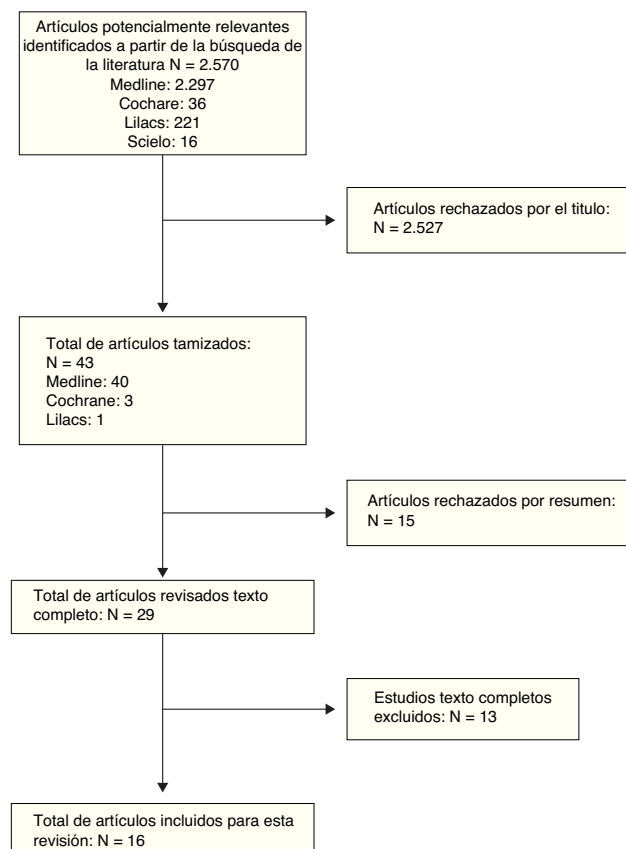 Artículos potencialmente relevantes
identificados a partir de la búsqueda de
la literatura N = 2.570
Medline: 2.297
Cochare: 36
Lilacs: 221
Scielo: 16
Artículos rechazados por el titulo:
N = 2.527
Total de artículos tamizados:
N = 43
Medline: 40
Cochrane: 3
Lilacs: 1
Artículos rechazados por resumen:
N = 15
Total de artículos revisados texto
completo: N = 29
Estudios texto completos
excluidos: N = 13
Total de artículos incluidos para esta
revisión: N = 16